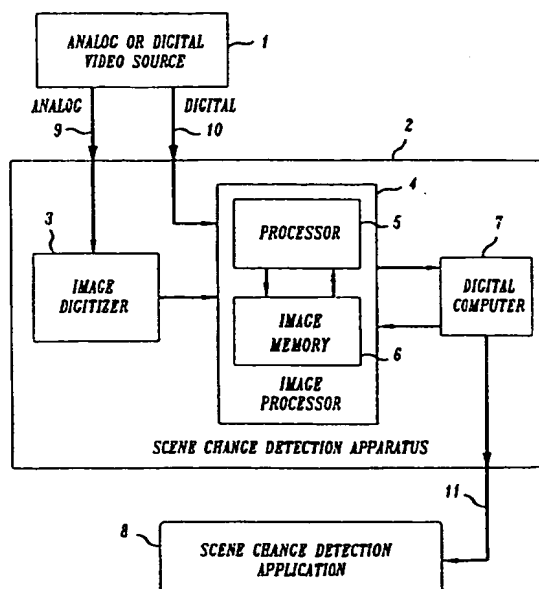 ANALOG OR DIGITAL
VIDEO SOURCE
1
ANALOG
DIGITAL
9
10
2
4
3
5
7
PROCESSOR
IMAGE
DIGITIZER
DIGITAL
COMPUTER
IMAGE
MEMORY
6
IMAGE
PROCESSOR
SCENE CHANGE DETECTION APPARATUS
11
8
SCENE CHANGE DETECTION
APPLICATION